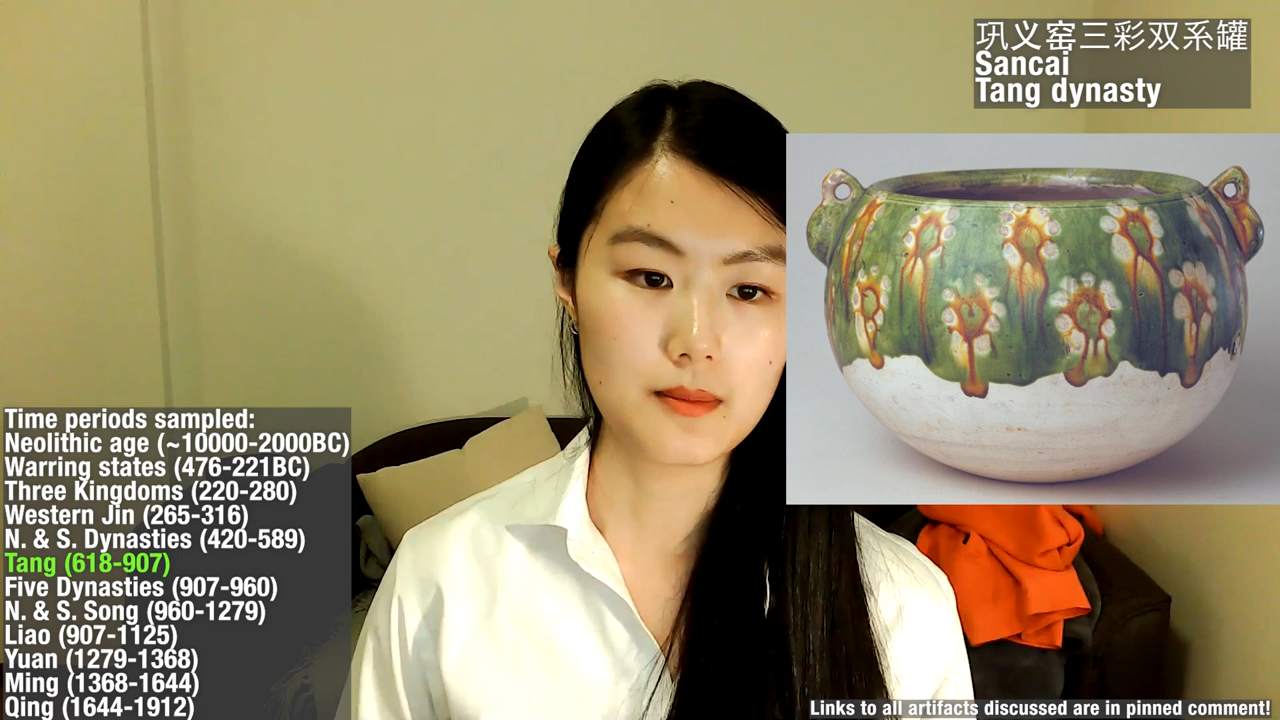 巩义窑三彩双系罐
Sancai
Tang dynasty
Time periods sampled:
Neolithic age (~10000-2000BC)
Warring states (476-221BC)
Three Kingdoms (220-280)
Western Jin (265-316)
N. & S. Dynasties (420-589)
Tang (618-907)
Five Dynasties (907-960)
N. & S. Song (960-1279)
Liao (907-1125)
Yuan (1279-1368)
Ming (1368-1644)
Qing (1644-1912)
Links to all artifacts discussed are in pinned comment!